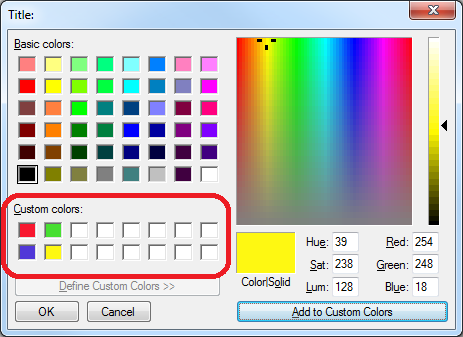 Title:
Basic colors:
Custom colors:
Define Custom Colors >>
OK Cancel
Color|Solid
Hue: 39 Red: 254
Sat: 238 Green: 248
Lum: 128 Blue: 18
Add to Custom Colors